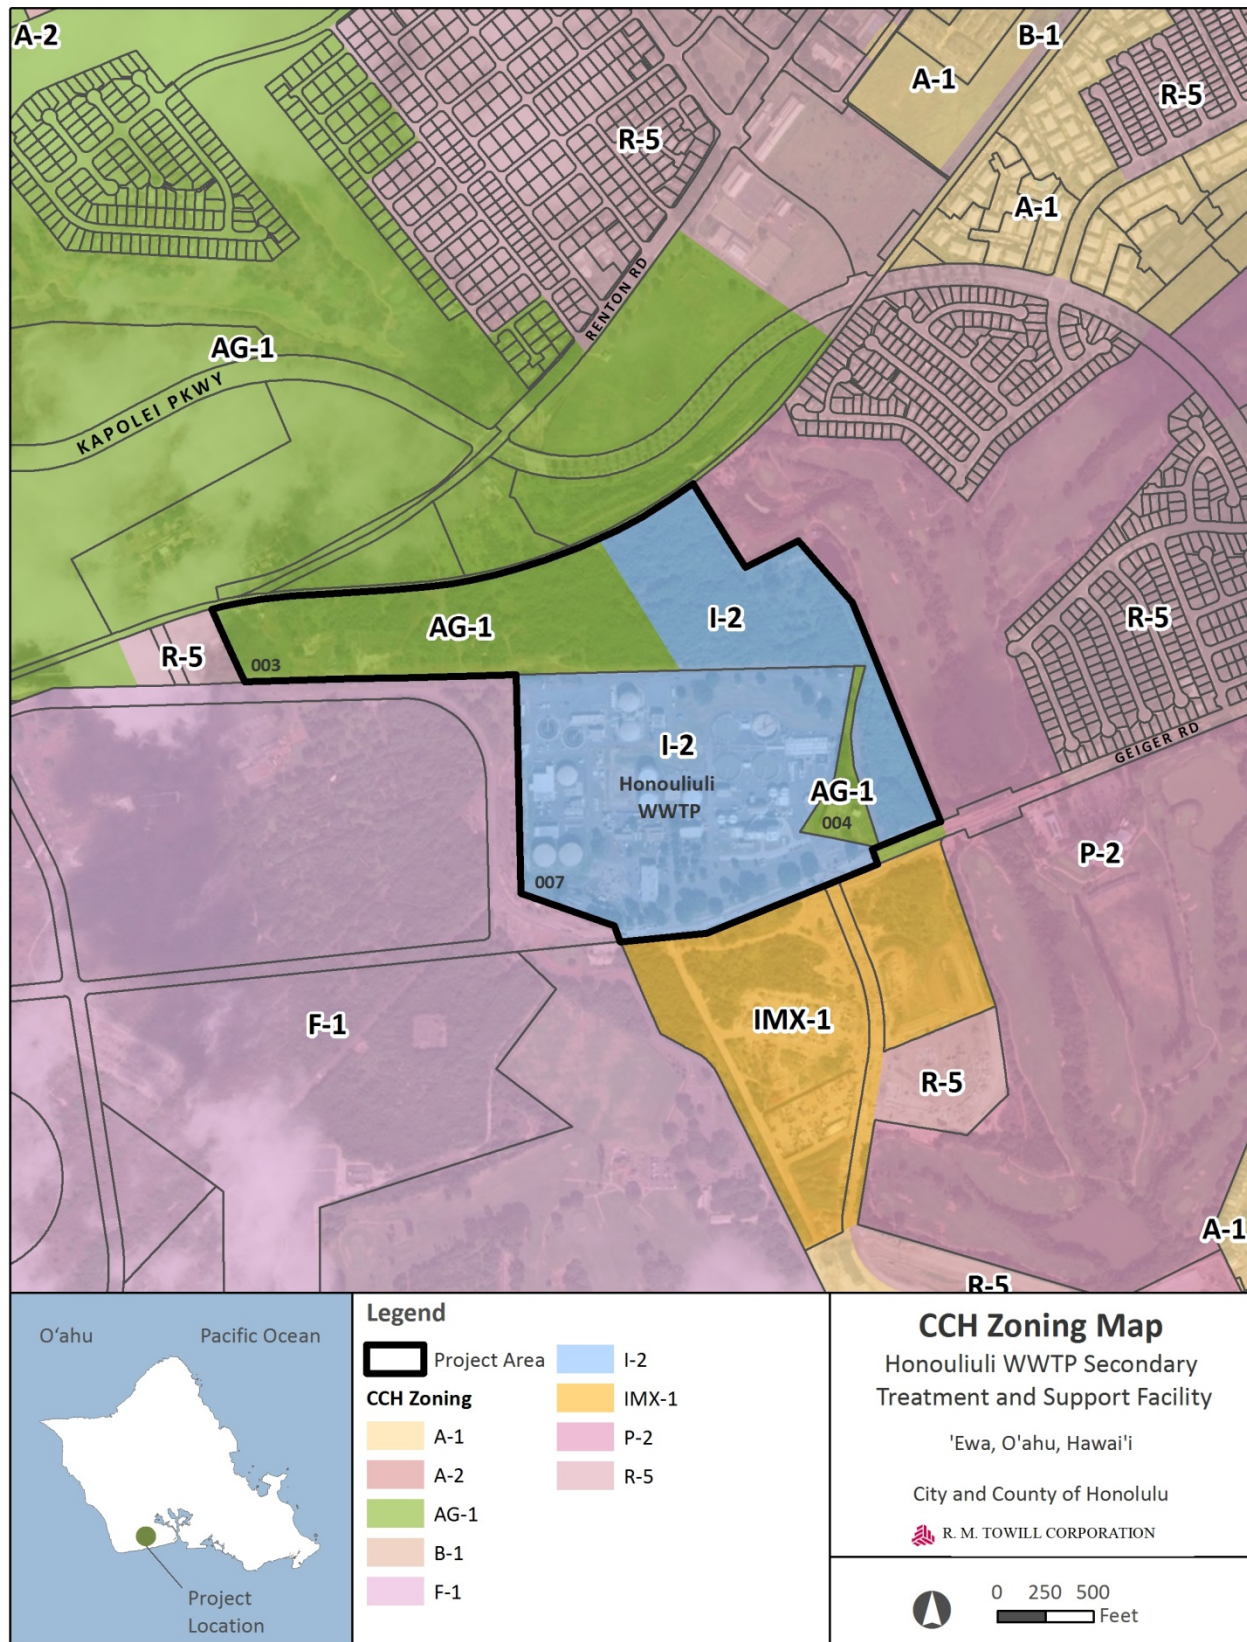 A-2
B-1
A-1
R-5
R-5
A-1
RENTON RD
AG-1
KAPOLEI PKWY
AG-1
I-2
R-5
003
R-5
I-2
Honouliuli
WWTP
AG-1
004
GEIGER RD
P-2
007
IMX-1
F-1
R-5
A-1
R-5
Oʻahu
Pacific Ocean
Project
Location
Legend
Project Area
CCH Zoning
A-1
A-2
AG-1
B-1
F-1
I-2
IMX-1
P-2
R-5
CCH Zoning Map
Honouliuli WWTP Secondary
Treatment and Support Facility
'Ewa, O'ahu, Hawai'i
City and County of Honolulu
R. M. TOWILL CORPORATION
0 250 500
Feet